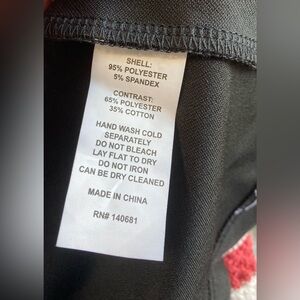 SHELL:
95% POLYESTER
5% SPANDEX
CONTRAST:
65% POLYESTER
35% COTTON
HAND WASH COLD
SEPARATELY
DO NOT BLEACH
LAY FLAT TO DRY
DO NOT IRON
CAN BE DRY CLEANED
MADE IN CHINA
RN# 140681